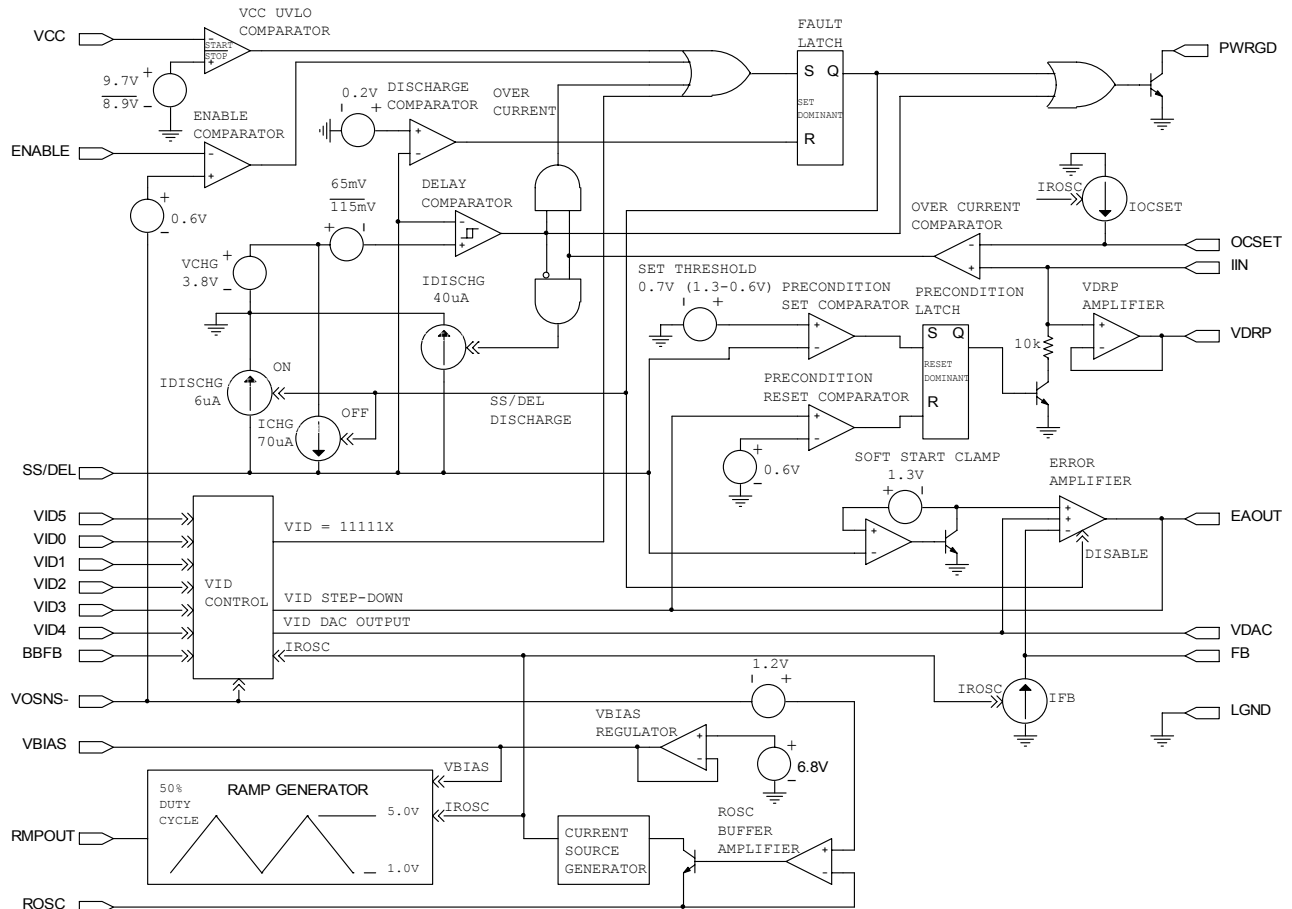 VCC UVLO
COMPARATOR
VCC
START
STOP
9.7V
8.9V
+
-
ENABLE
COMPARATOR
ENABLE
0.6V
0.2V
DISCHARGE
COMPARATOR
OVER
CURRENT
FAULT
LATCH
S Q
SET
DOMINANT
R
PWRGD
65mV
115mV
DELAY
COMPARATOR
VCHG
3.8V
IDISCHG
40uA
IROSC
IOCSET
OVER CURRENT
COMPARATOR
OCSET
IIN
SET THRESHOLD
0.7V (1.3-0.6V)
PRECONDITION
SET COMPARATOR
PRECONDITION
LATCH
S Q
RESET
DOMINANT
R
VDRP
AMPLIFIER
VDRP
10k
IDISCHG
6uA
ON
ICHG
70uA
OFF
SS/DEL
DISCHARGE
PRECONDITION
RESET COMPARATOR
0.6V
SS/DEL
SOFT START CLAMP
1.3V
ERROR
AMPLIFIER
EAOUT
DISABLE
VID5
VID0
VID1
VID2
VID3
VID4
BBFB
VID
CONTROL
VID = 11111X
VID STEP-DOWN
VID DAC OUTPUT
IROSC
VDAC
FB
IROSC
IFB
LGND
VOSNS-
1.2V
VBIAS
VBIAS
REGULATOR
6.8V
VBIAS
IROSC
50%
DUTY
CYCLE
RAMP GENERATOR
5.0V
1.0V
RMPOUT
CURRENT
SOURCE
GENERATOR
ROSC
BUFFER
AMPLIFIER
ROSC